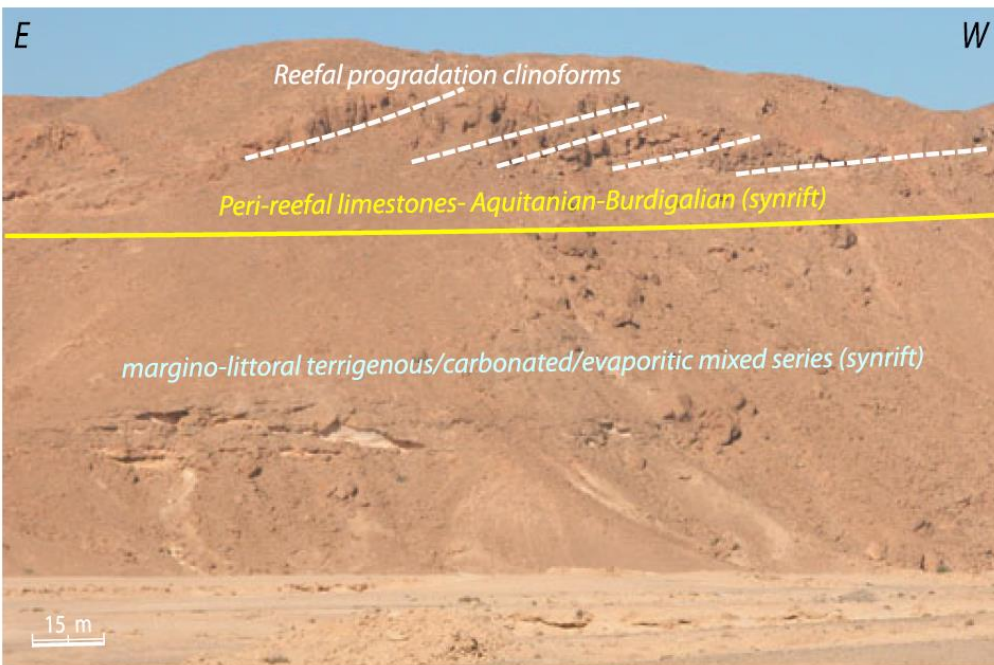 E
W
Reefal progradation clinoforms
Peri-reefal limestones- Aquitanian-Burdigalian (synrift)
margino-littoral terrigenous/carbonated/evaporitic mixed series (synrift)
15 m